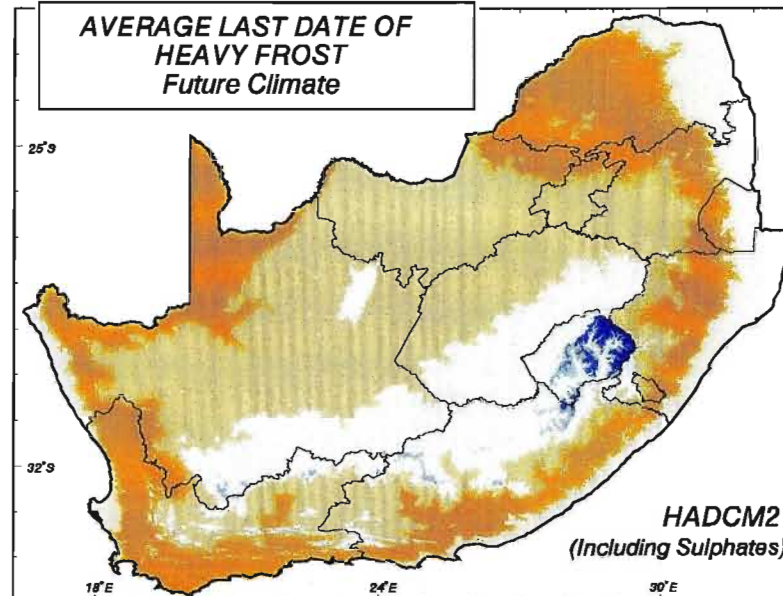 AVERAGE LAST DATE OF
HEAVY FROST
Future Climate
25°S
32°S
HADCM2
(Including Sulphates)
18°E
24°E
30°E